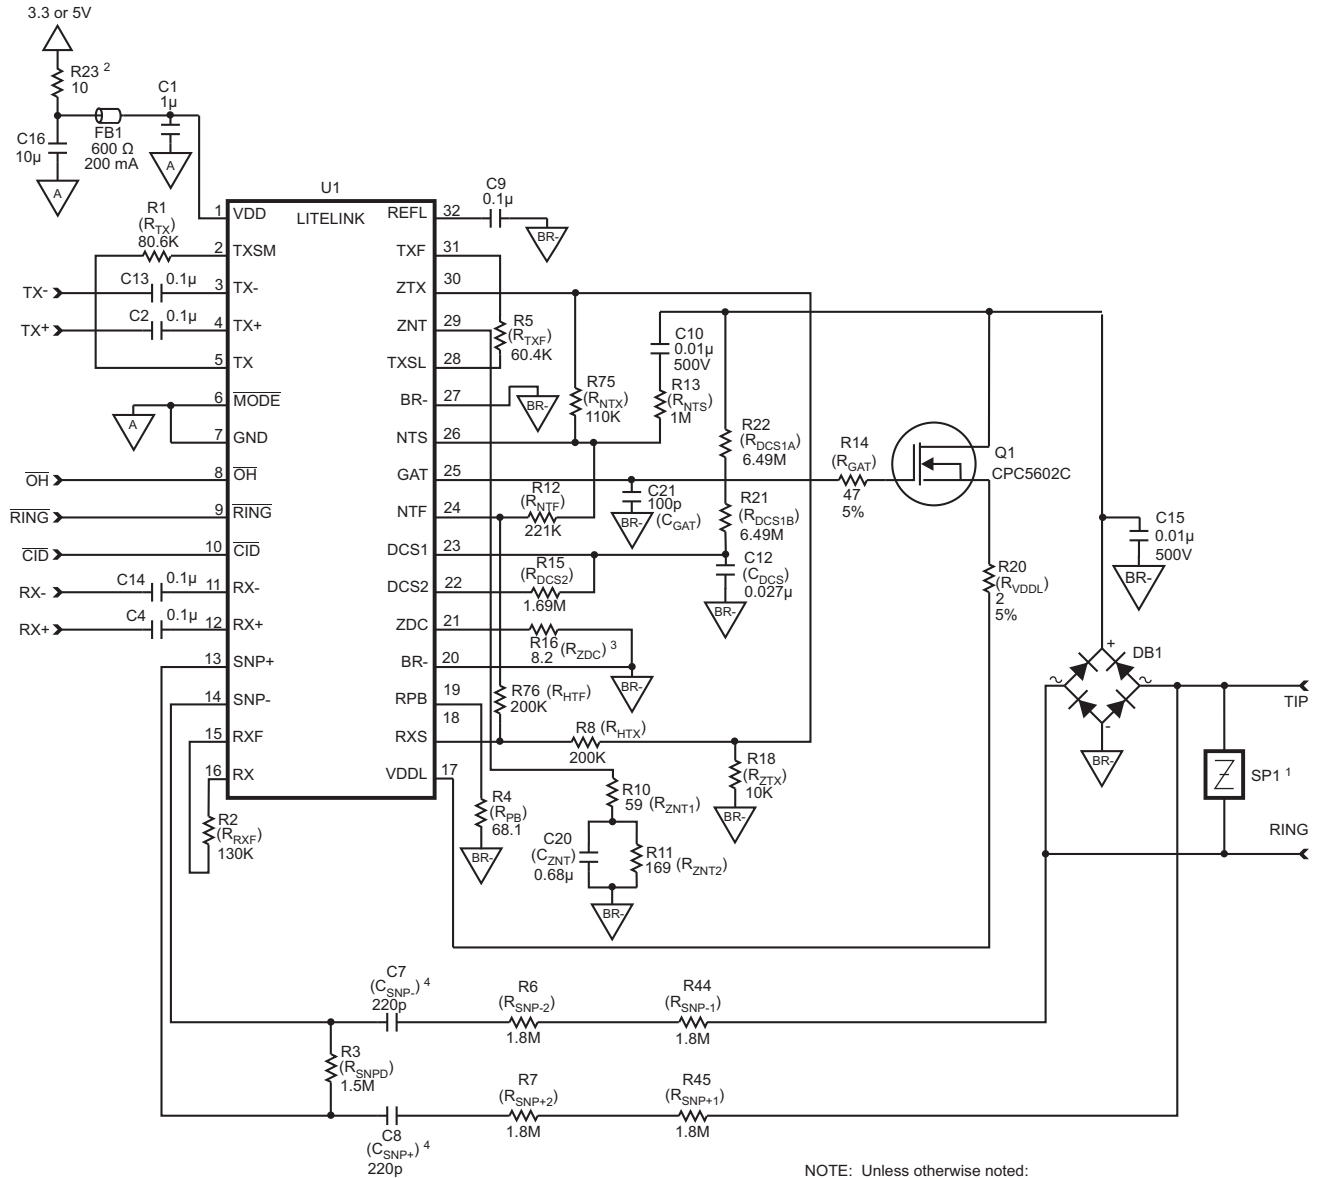 3.3 or 5V
R23 2
10
C1
1µ
C16
10µ
FB1
600 Ω
200 mA
A
A
U1
LITELINK
R1
(RTX)
80.6K
C13 0.1µ
TX-
C2 0.1µ
TX+
A
OH
RING
CID
C14 0.1µ
RX-
C4 0.1µ
RX+
R2
(RRXF)
130K
1 VDD
2 TXSM
3 TX-
4 TX+
5 TX
6 MODE
7 GND
8 OH
9 RING
10 CID
11 RX-
12 RX+
13 SNP+
14 SNP-
15 RXF
16 RX
REFL 32
TXF 31
ZTX 30
ZNT 29
TXSL 28
BR- 27
NTS 26
GAT 25
NTF 24
DCS1 23
DCS2 22
ZDC 21
BR- 20
RPB 19
RXS 18
VDDL 17
C9
0.1µ
BR-
R5
(RTXF)
60.4K
BR-
R75
(RNTX)
110K
C10
0.01µ
500V
R13
(RNTS)
1M
R22
(RDCS1A)
6.49M
R14
(RGAT)
47
5%
Q1
CPC5602C
R12
(RNTF)
221K
C21
100p
(CGAT)
BR-
R21
(RDCS1B)
6.49M
C15
0.01µ
500V
BR-
R15
(RDCS2)
1.69M
C12
(CDCS)
0.027µ
BR-
R20
(RVDDL)
2
5%
R16 (RZDC) 3
8.2
BR-
R76 (RHTF)
200K
R8 (RHTX)
200K
R18
(RZTX)
10K
BR-
R10
59 (RZNT1)
R4
(RPB)
68.1
BR-
C20
(CZNT)
0.68µ
R11
169 (RZNT2)
BR-
+
DB1
~
~
-
BR-
TIP
SP1 1
RING
C7
(CSNP-) 4
220p
R6
(RSNP-2)
1.8M
R44
(RSNP-1)
1.8M
R3
(RSNPD)
1.5M
R7
(RSNP+2)
1.8M
R45
(RSNP+1)
1.8M
C8
(CSNP+) 4
220p
NOTE: Unless otherwise noted: